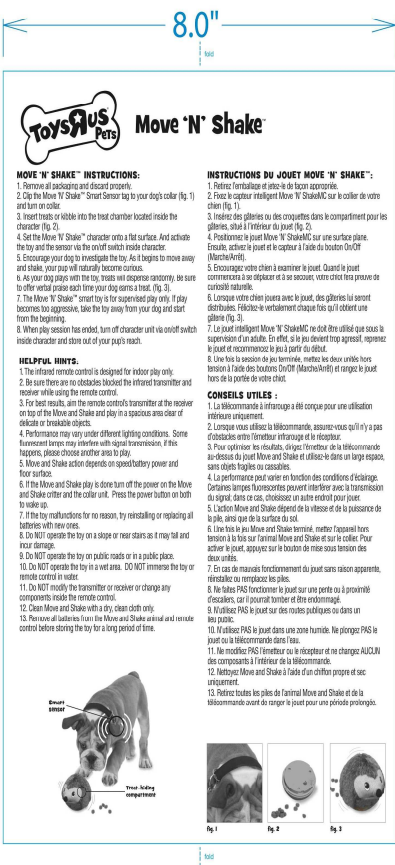 8.0"
fold
ToysЯUs
PETS
Move 'N' Shake™
MOVE 'N' SHAKE™ INSTRUCTIONS:
1. Remove all packaging and discard properly.
2. Clip the Move 'N' Shake™ Smart Sensor tag to your dog's collar (fig. 1)
and turn on collar.
3. Insert treats or kibble into the treat chamber located inside the
character (fig. 2).
4. Set the Move 'N' Shake™ character onto a flat surface. And activate
the toy and the sensor via the on/off switch inside character.
5. Encourage your dog to investigate the toy. As it begins to move away
and shake, your pup will naturally become curious.
6. As your dog plays with the toy, treats will dispense randomly. Be sure
to offer verbal praise each time your dog earns a treat. (fig. 3).
7. The Move 'N' Shake™ smart toy is for supervised play only. If play
becomes too aggressive, take the toy away from your dog and start
from the beginning.
8. When play session has ended, turn off character unit via on/off switch
inside character and store out of your pup's reach.
HELPFUL HINTS:
1. The infrared remote control is designed for indoor play only.
2. Be sure there are no obstacles blocked the infrared transmitter and
receiver while using the remote control.
3. For best results, aim the remote control's transmitter at the receiver
on top of the Move and Shake and play in a spacious area clear of
delicate or breakable objects.
4. Performance may vary under different lighting conditions. Some
fluorescent lamps may interfere with signal transmission, if this
happens, please choose another area to play.
5. Move and Shake action depends on speed/battery power and
floor surface.
6. If the Move and Shake play is done turn off the power on the Move
and Shake critter and the collar unit. Press the power button on both
to wake up.
7. If the toy malfunctions for no reason, try reinstalling or replacing all
batteries with new ones.
8. DO NOT operate the toy on a slope or near stairs as it may fall and
incur damage.
9. Do NOT operate the toy on public roads or in a public place.
10. Do NOT operate the toy in a wet area. DO NOT immerse the toy or
remote control in water.
11. Do NOT modify the transmitter or receiver or change any
components inside the remote control.
12. Clean Move and Shake with a dry, clean cloth only.
13. Remove all batteries from the Move and Shake animal and remote
control before storing the toy for a long period of time.
Smart
sensor
Treat-hiding
compartment
INSTRUCTIONS DU JOUET MOVE 'N' SHAKE™:
1. Retirez l'emballage et jetez-le de façon appropriée.
2. Fixez le capteur intelligent Move 'N' ShakeMC sur le collier de votre
chien (fig. 1).
3. Insérez des gâteries ou des croquettes dans le compartiment pour les
gâteries, situé à l'intérieur du jouet (fig. 2).
4. Positionnez le jouet Move 'N' ShakeMC sur une surface plane.
Ensuite, activez le jouet et le capteur à l'aide du bouton On/Off
(Marche/Arrêt).
5. Encouragez votre chien à examiner le jouet. Quand le jouet
commencera à se déplacer et à se secouer, votre chiot fera preuve de
curiosité naturelle.
6. Lorsque votre chien jouera avec le jouet, des gâteries lui seront
distribuées. Félicitez-le verbalement chaque fois qu'il obtient une
gâterie (fig. 3).
7. Le jouet intelligent Move 'N' ShakeMC ne doit être utilisé que sous la
supervision d'un adulte. En effet, si le jeu devient trop agressif, reprenez
le jouet et recommencez le jeu à partir du début.
8. Une fois la session de jeu terminée, mettez les deux unités hors
tension à l'aide des boutons On/Off (Marche/Arrêt) et rangez le jouet
hors de la portée de votre chiot.
CONSEILS UTILES :
1. La télécommande à infrarouge a été conçue pour une utilisation
intérieure uniquement.
2. Lorsque vous utilisez la télécommande, assurez-vous qu'il n'y a pas
d'obstacles entre l'émetteur infrarouge et le récepteur.
3. Pour optimiser les résultats, dirigez l'émetteur de la télécommande
au-dessus du jouet Move and Shake et utilisez-le dans un large espace,
sans objets fragiles ou cassables.
4. La performance peut varier en fonction des conditions d'éclairage.
Certaines lampes fluorescentes peuvent interférer avec la transmission
du signal; dans ce cas, choisissez un autre endroit pour jouer.
5. L'action Move and Shake dépend de la vitesse et de la puissance de
la pile, ainsi que de la surface du sol.
6. Une fois le jeu Move and Shake terminé, mettez l'appareil hors
tension à la fois sur l'animal Move and Shake et sur le collier. Pour
activer le jouet, appuyez sur le bouton de mise sous tension des
deux unités.
7. En cas de mauvais fonctionnement du jouet sans raison apparente,
réinstallez ou remplacez les piles.
8. Ne faites PAS fonctionner le jouet sur une pente ou à proximité
d'escaliers, car il pourrait tomber et être endommagé.
9. N'utilisez PAS le jouet sur des routes publiques ou dans un
lieu public.
10. N'utilisez PAS le jouet dans une zone humide. Ne plongez PAS le
jouet ou la télécommande dans l'eau.
11. Ne modifiez PAS l'émetteur ou le récepteur et ne changez AUCUN
des composants à l'intérieur de la télécommande.
12. Nettoyez Move and Shake à l'aide d'un chiffon propre et sec
uniquement.
13. Retirez toutes les piles de l'animal Move and Shake et de la
télécommande avant de ranger le jouet pour une période prolongée.
fig. 1
fig. 2
fig. 3
fold